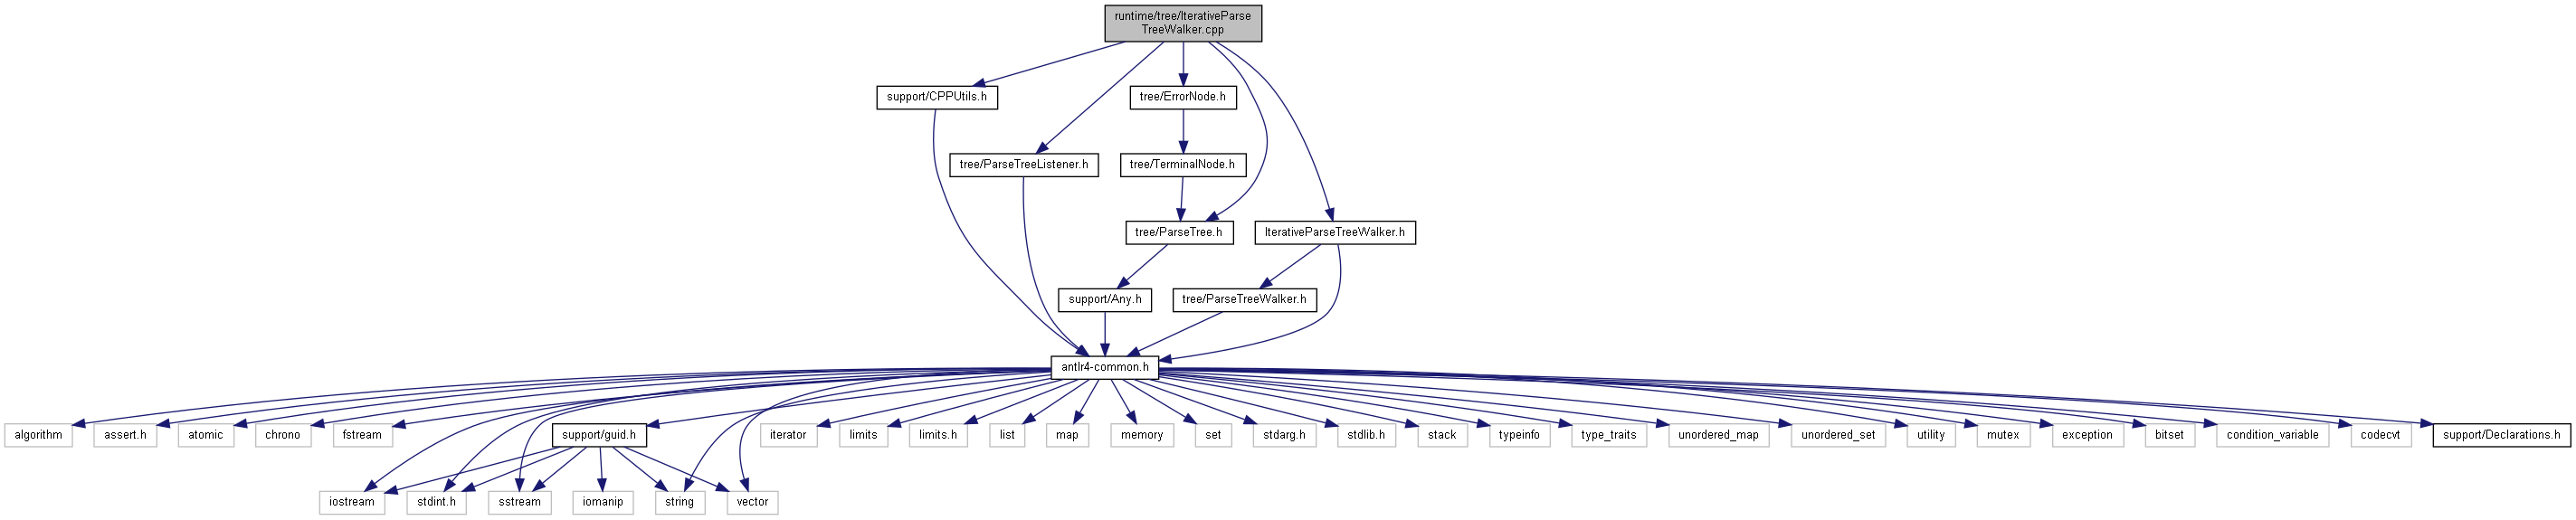 runtime/tree/IterativeParse
TreeWalker.cpp
support/CPPUtils.h
tree/ErrorNode.h
tree/ParseTreeListener.h
tree/TerminalNode.h
tree/ParseTree.h
IterativeParseTreeWalker.h
support/Any.h
tree/ParseTreeWalker.h
antlr4-common.h
algorithm
assert.h
atomic
chrono
fstream
support/guid.h
iterator
limits
limits.h
list
map
memory
set
stdarg.h
stdlib.h
stack
typeinfo
type_traits
unordered_map
unordered_set
utility
mutex
exception
bitset
condition_variable
codecvt
support/Declarations.h
iostream
stdint.h
sstream
iomanip
string
vector